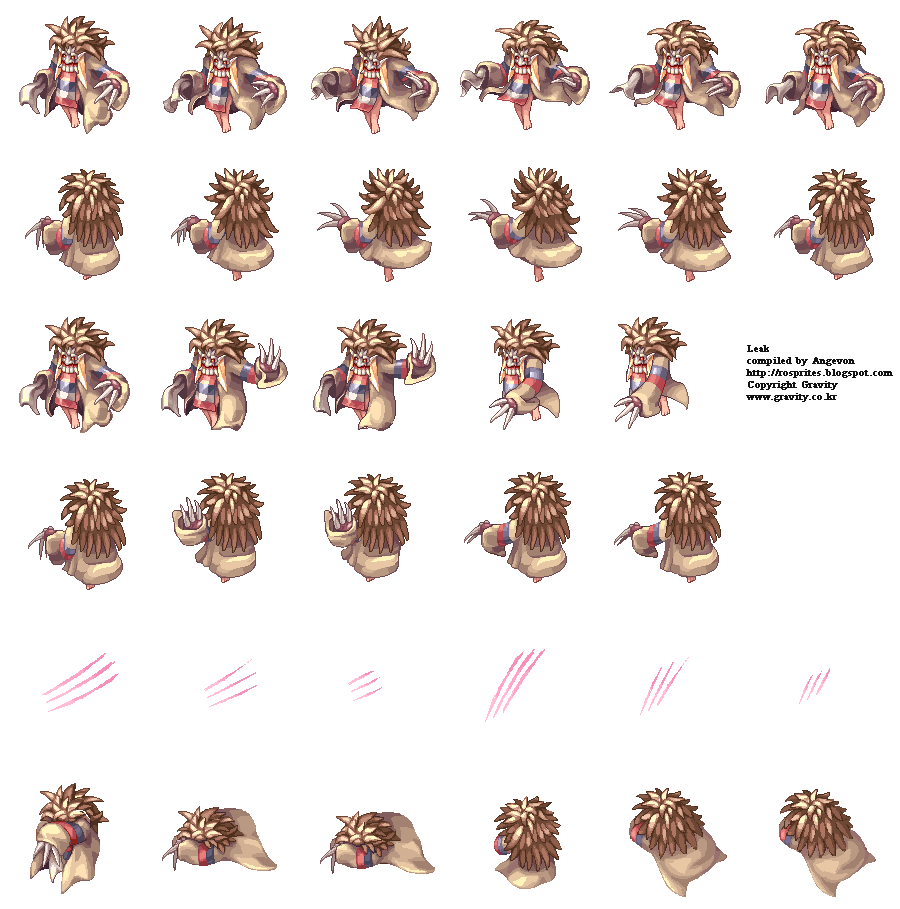 Leak
compiled by Angevon
http://rosprites.blogspot.com
Copyright Gravity
www.gravity.co.kr